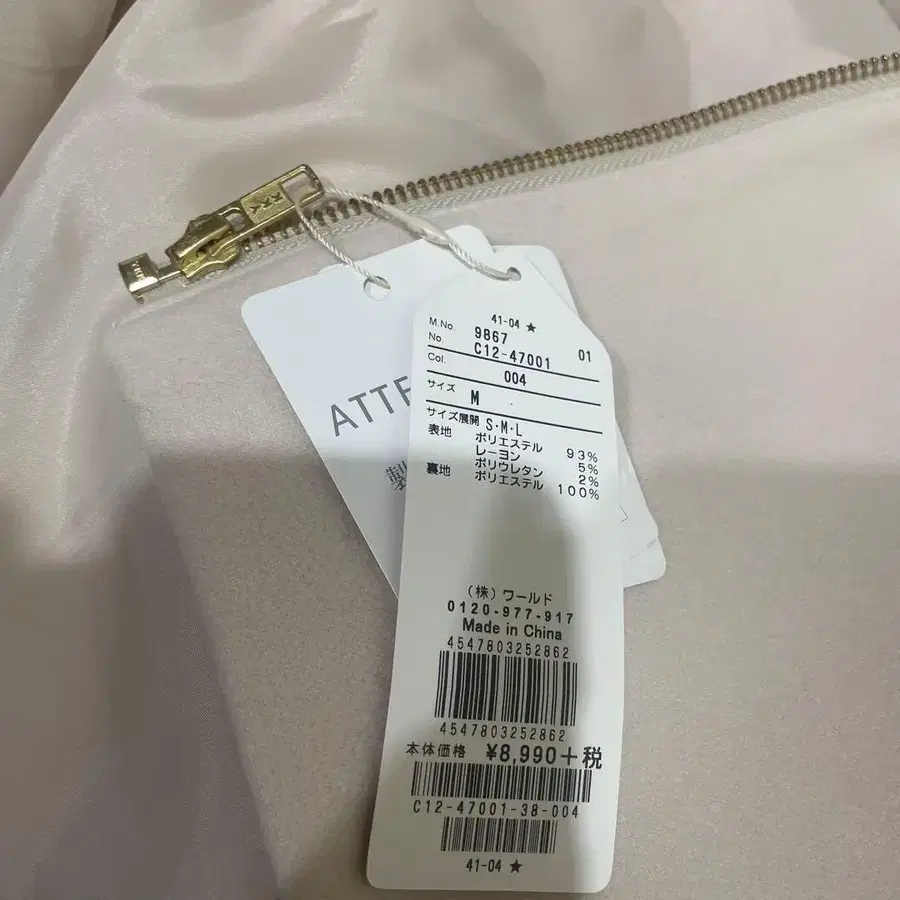 YKK
ATTE
製
41-04 ★
M.No. 9867 01
No. C12-47001
Col. 004
サイズ M
サイズ展開 S·M·L
表地 ポリエステル 93%
レーヨン 5%
ポリウレタン 2%
裏地 ポリエステル 100%
(株) ワールド
0120-977-917
Made in China
4547803252862
4547803252862
本体価格 ¥8,990+税
C12-47001-38-004
41-04 ★